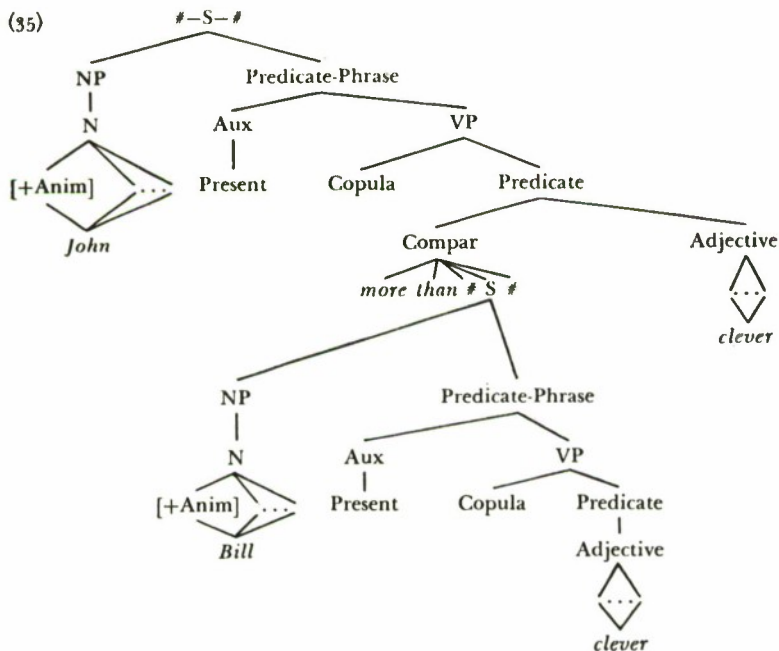 (35)
#–S–#
NP Predicate-Phrase
N Aux VP
[+Anim] ... Present Copula Predicate
John
Compar Adjective
more than # S # ...
clever
NP Predicate-Phrase
N Aux VP
[+Anim] ... Present Copula Predicate
Bill Adjective
...
clever